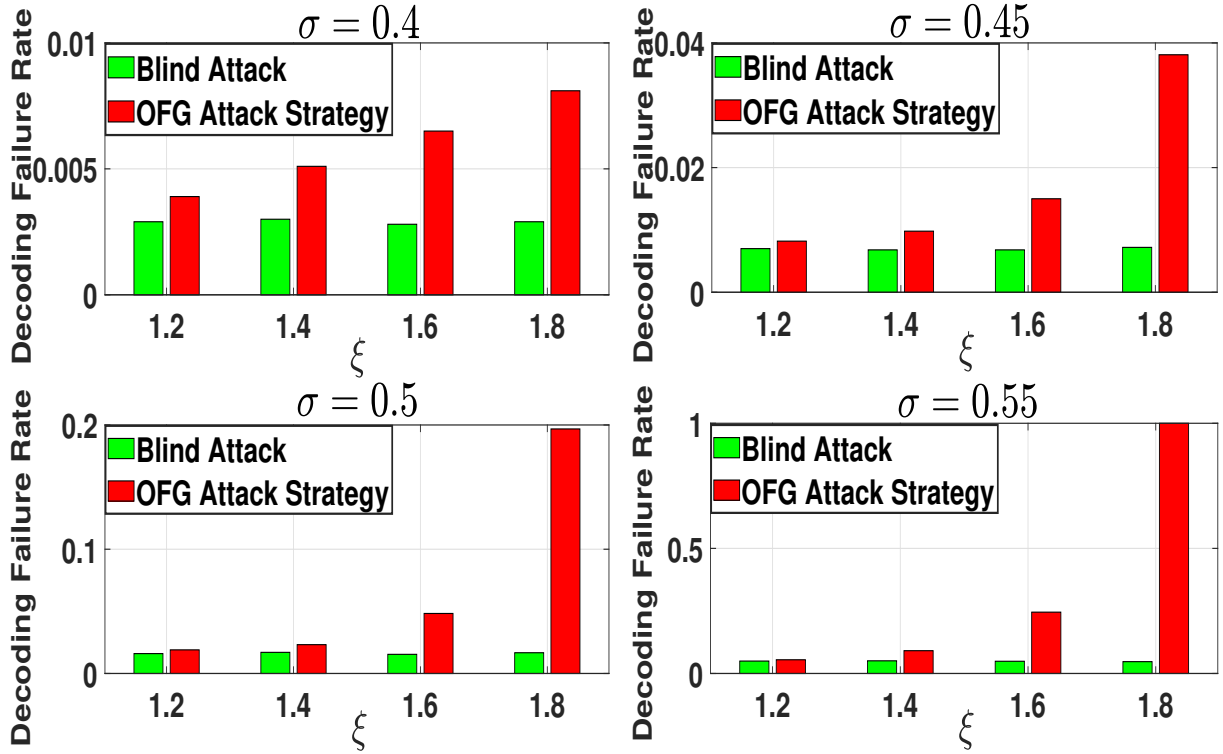 σ = 0.4
Decoding Failure Rate
0.01
0.005
0
Blind Attack
OFG Attack Strategy
1.2 1.4 1.6 1.8
ξ
σ = 0.45
Decoding Failure Rate
0.04
0.02
0
Blind Attack
OFG Attack Strategy
1.2 1.4 1.6 1.8
ξ
σ = 0.5
Decoding Failure Rate
0.2
0.1
0
Blind Attack
OFG Attack Strategy
1.2 1.4 1.6 1.8
ξ
σ = 0.55
Decoding Failure Rate
1
0.5
0
Blind Attack
OFG Attack Strategy
1.2 1.4 1.6 1.8
ξ